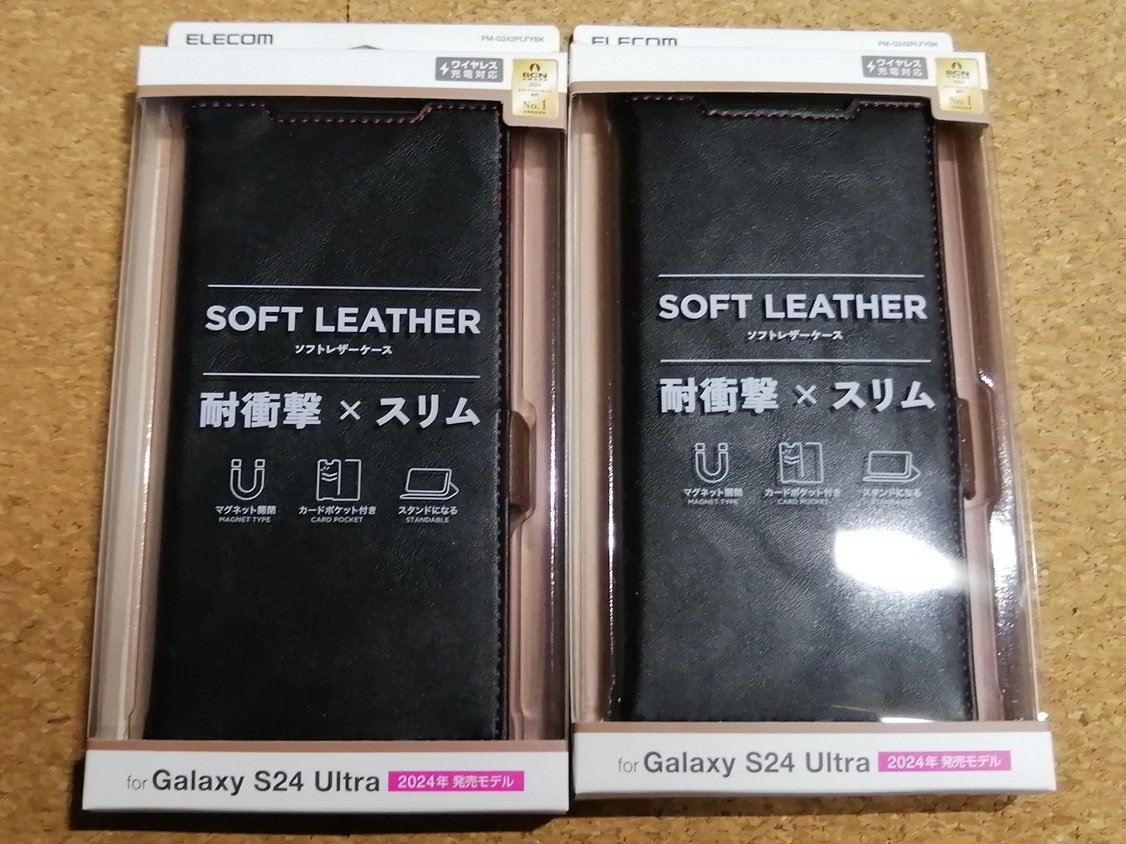 ELECOM
PM-G242PLFYBK
ワイヤレス
充電対応
BCN
AWARD
2024
No.1
SOFT LEATHER
ソフトレザーケース
耐衝撃 × スリム
マグネット開閉
MAGNET TYPE
カードポケット付き
CARD POCKET
スタンドになる
STANDABLE
for Galaxy S24 Ultra 2024年 発売モデル
ELECOM
PM-G242PLFYBK
ワイヤレス
充電対応
BCN
No.1
SOFT LEATHER
ソフトレザーケース
耐衝撃 × スリム
マグネット開閉
MAGNET TYPE
カードポケット付き
CARD POCKET
スタンドになる
for Galaxy S24 Ultra 2024年 発売モデル